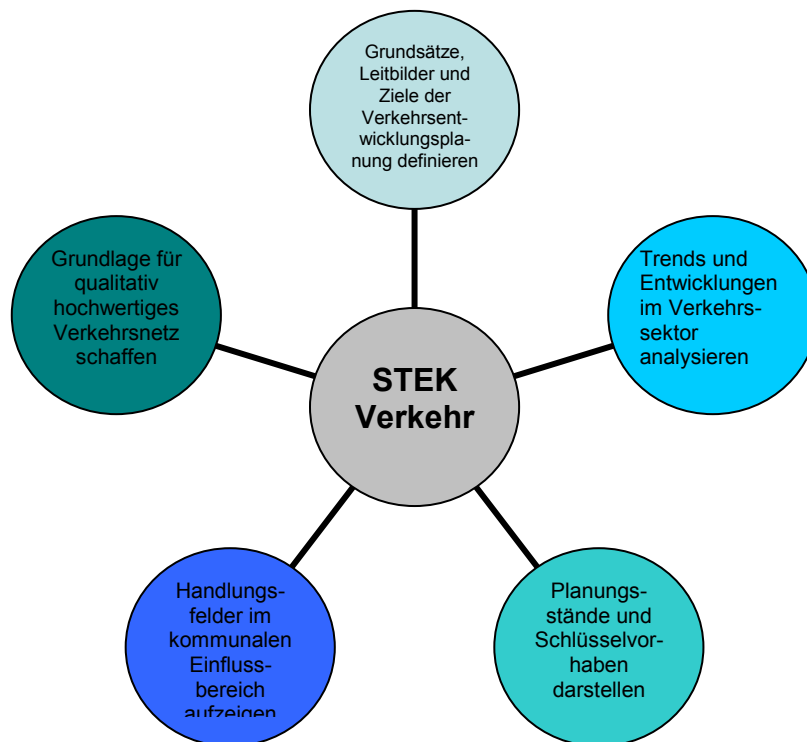 Grundsätze,
Leitbilder und
Ziele der
Verkehrsent-
wicklungspla-
nung definieren
Grundlage für
qualitativ
hochwertiges
Verkehrsnetz
schaffen
Trends und
Entwicklungen
im Verkehrs-
sektor
analysieren
STEK
Verkehr
Handlungs-
felder im
kommunalen
Einfluss-
bereich
aufzeigen
Planungs-
stände und
Schlüsselvor-
haben
darstellen